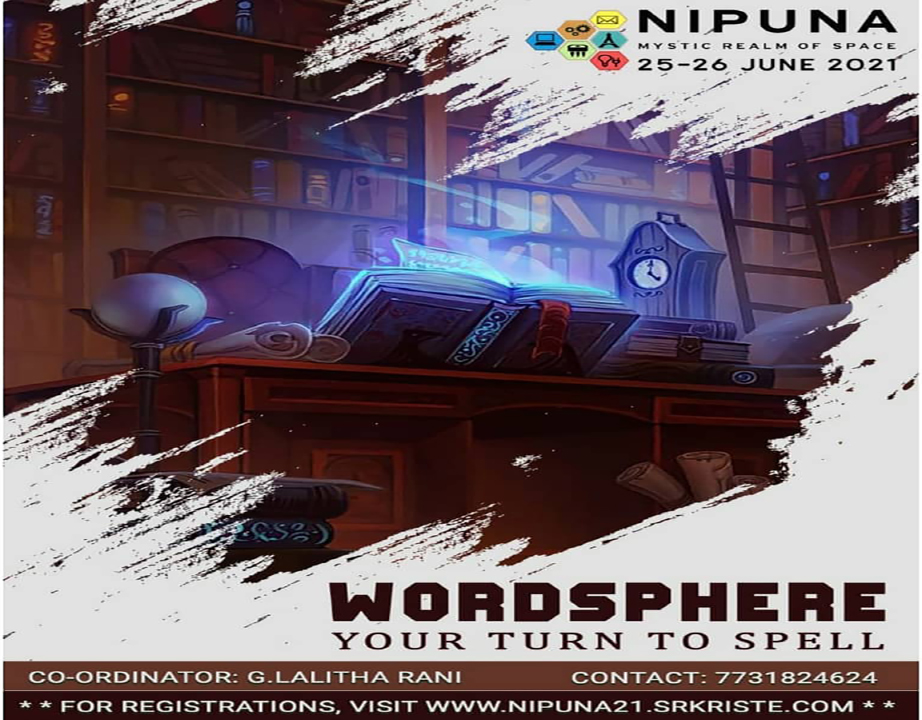 NIPUNA
MYSTIC REALM OF SPACE
25-26 JUNE 2021
WORDSPHERE
YOUR TURN TO SPELL
CO-ORDINATOR: G.LALITHA RANI
CONTACT: 7731824624
* * FOR REGISTRATIONS, VISIT WWW.NIPUNA21.SRKRISTE.COM * *